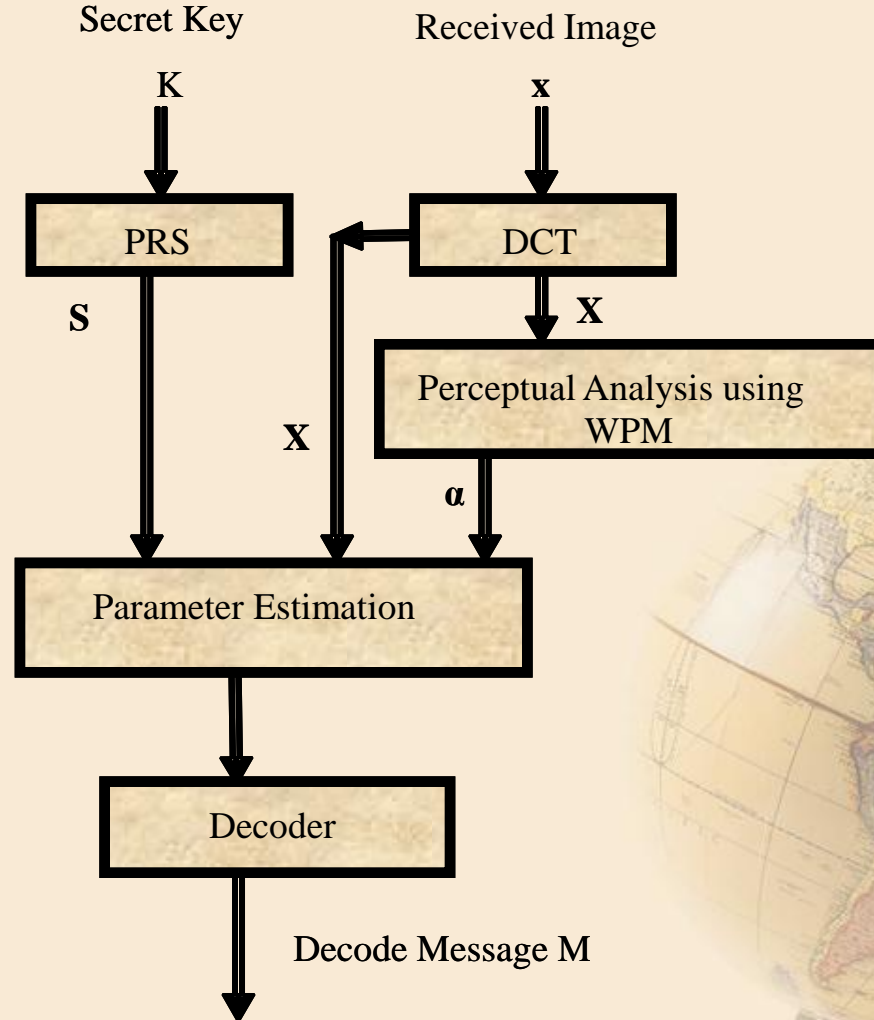 Secret Key
Received Image
K
x
PRS
DCT
S
X
Perceptual Analysis using
WPM
X
α
Parameter Estimation
Decoder
Decode Message M